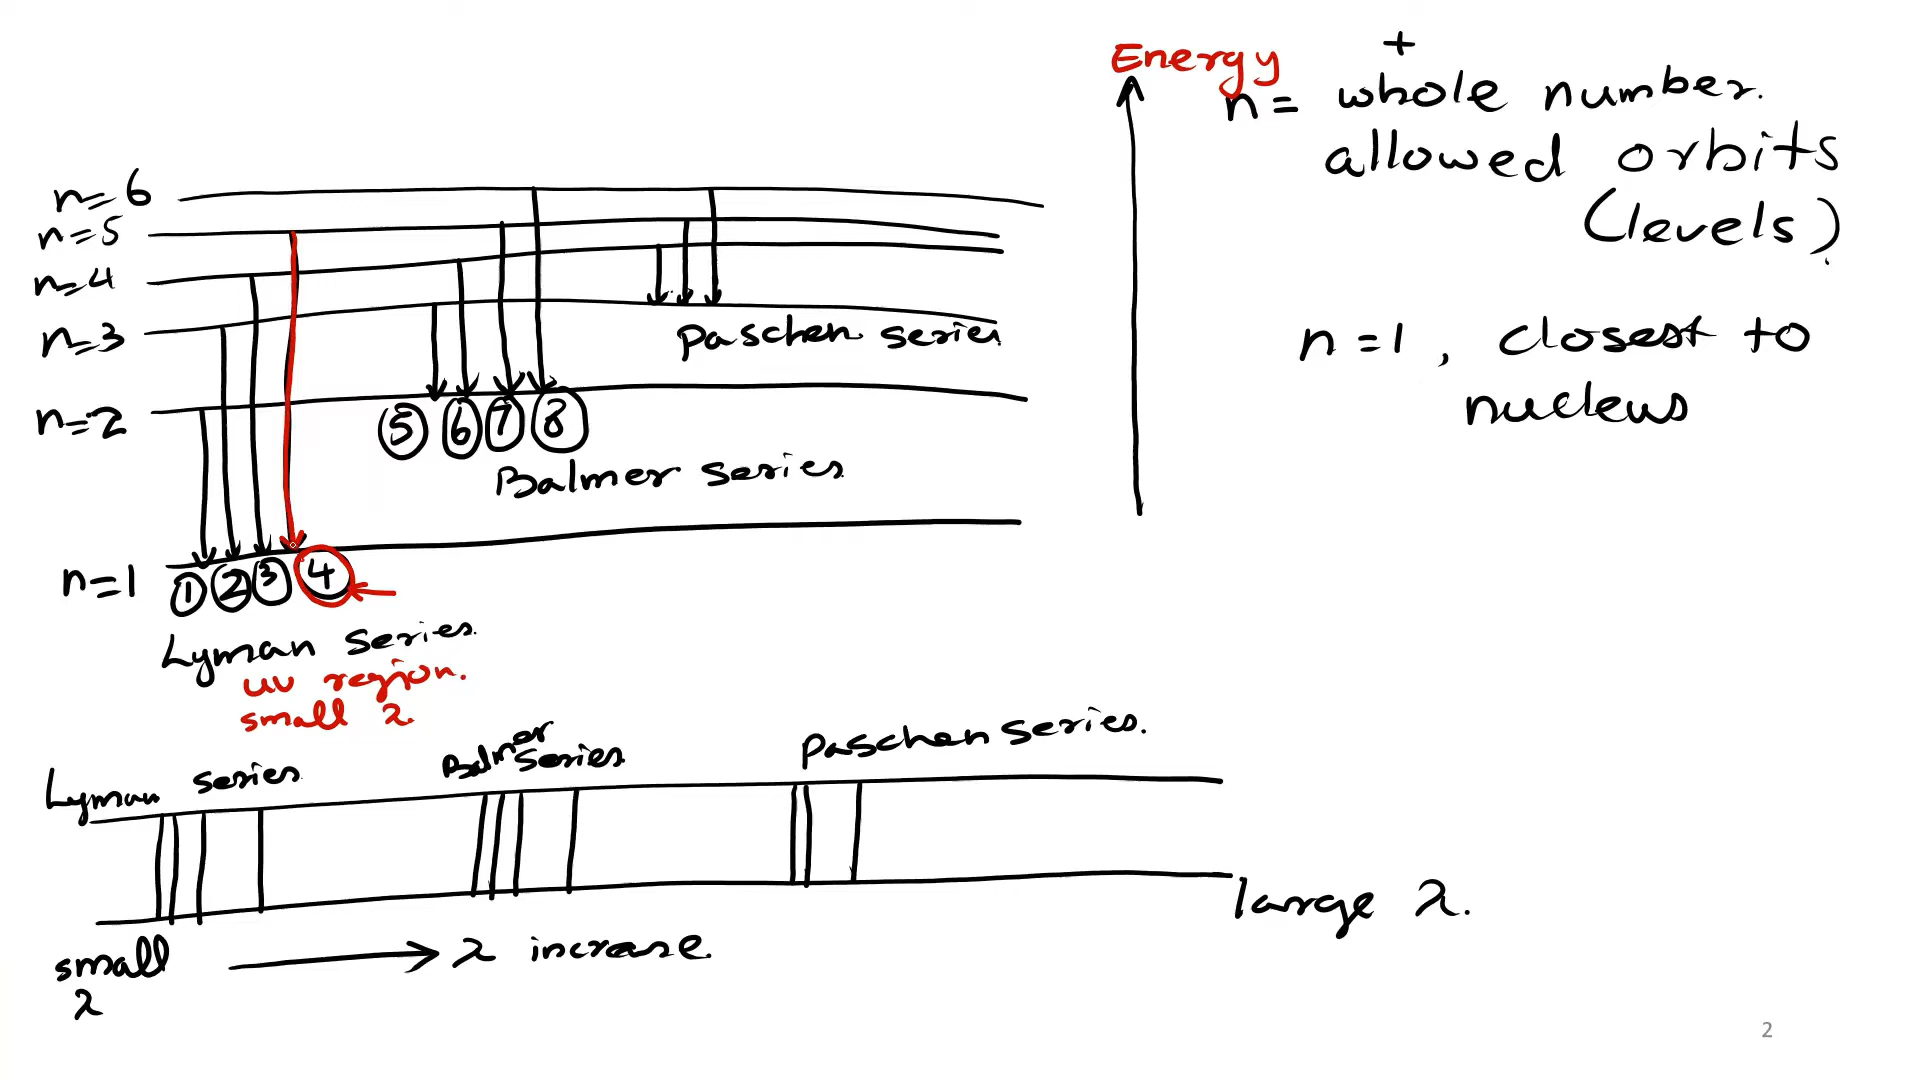 Energy
+
n= whole number.
allowed orbits
(levels)
n=6
n=5
n=4
n=3
n=2
n=1
Paschen series
5 6 7 8
Balmer series
1 2 3 4
Lyman series.
uv region.
small λ.
n=1, closest to
nucleus
Lyman series
Balmer
series.
Paschen series.
small
λ
λ increase.
large λ.
2